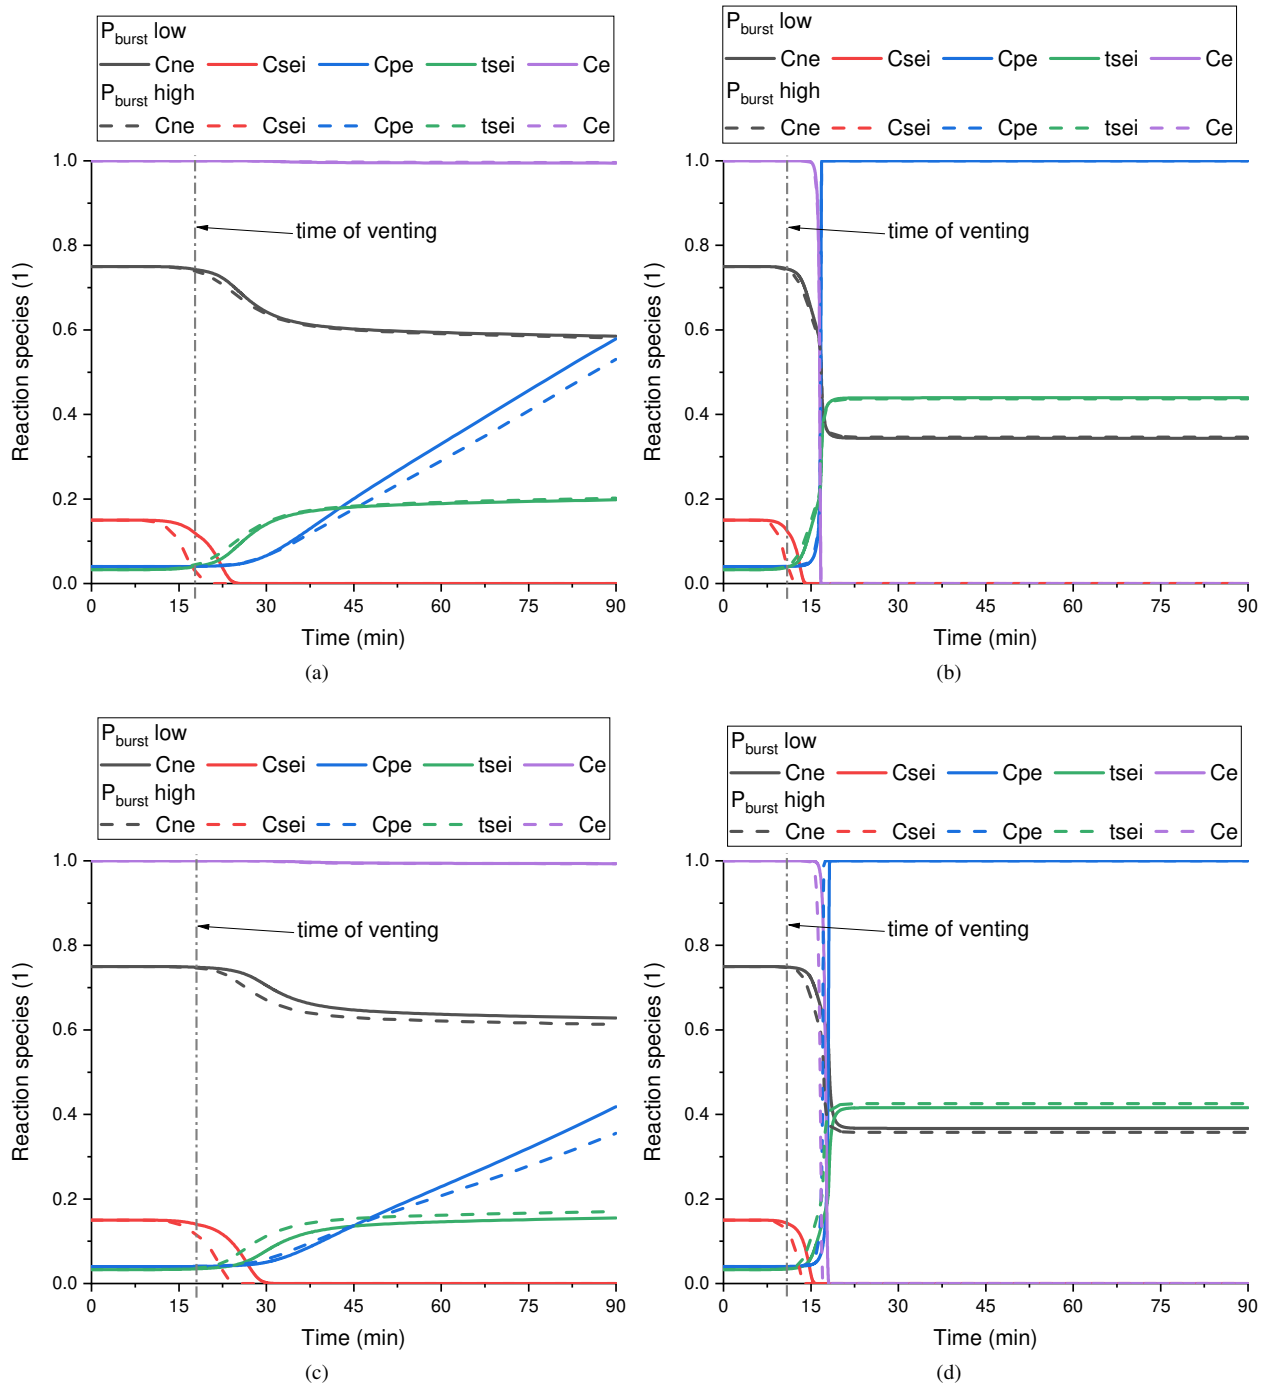 P_burst low
Cne Csei Cpe tsei Ce
P_burst high
Cne Csei Cpe tsei Ce
1.0
0.8
0.6
0.4
0.2
0.0
Reaction species (1)
time of venting
0 15 30 45 60 75 90
Time (min)
(a)
P_burst low
Cne Csei Cpe tsei Ce
P_burst high
Cne Csei Cpe tsei Ce
1.0
0.8
0.6
0.4
0.2
0.0
Reaction species (1)
time of venting
0 15 30 45 60 75 90
Time (min)
(b)
P_burst low
Cne Csei Cpe tsei Ce
P_burst high
Cne Csei Cpe tsei Ce
1.0
0.8
0.6
0.4
0.2
0.0
Reaction species (1)
time of venting
0 15 30 45 60 75 90
Time (min)
(c)
P_burst low
Cne Csei Cpe tsei Ce
P_burst high
Cne Csei Cpe tsei Ce
1.0
0.8
0.6
0.4
0.2
0.0
Reaction species (1)
time of venting
0 15 30 45 60 75 90
Time (min)
(d)